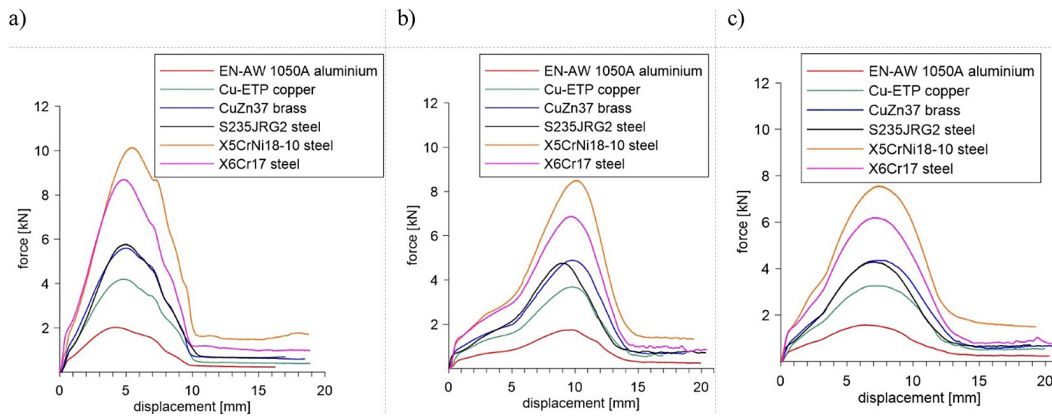 a)
EN-AW 1050A aluminium
Cu-ETP copper
CuZn37 brass
S235JRG2 steel
X5CrNi18-10 steel
X6Cr17 steel
force [kN]
12
10
8
6
4
2
0 5 10 15 20
displacement [mm]
b)
EN-AW 1050A aluminium
Cu-ETP copper
CuZn37 brass
S235JRG2 steel
X5CrNi18-10 steel
X6Cr17 steel
force [kN]
12
10
8
6
4
2
0 5 10 15 20
displacement [mm]
c)
EN-AW 1050A aluminium
Cu-ETP copper
CuZn37 brass
S235JRG2 steel
X5CrNi18-10 steel
X6Cr17 steel
force [kN]
12
10
8
6
4
2
0 5 10 15 20
displacement [mm]